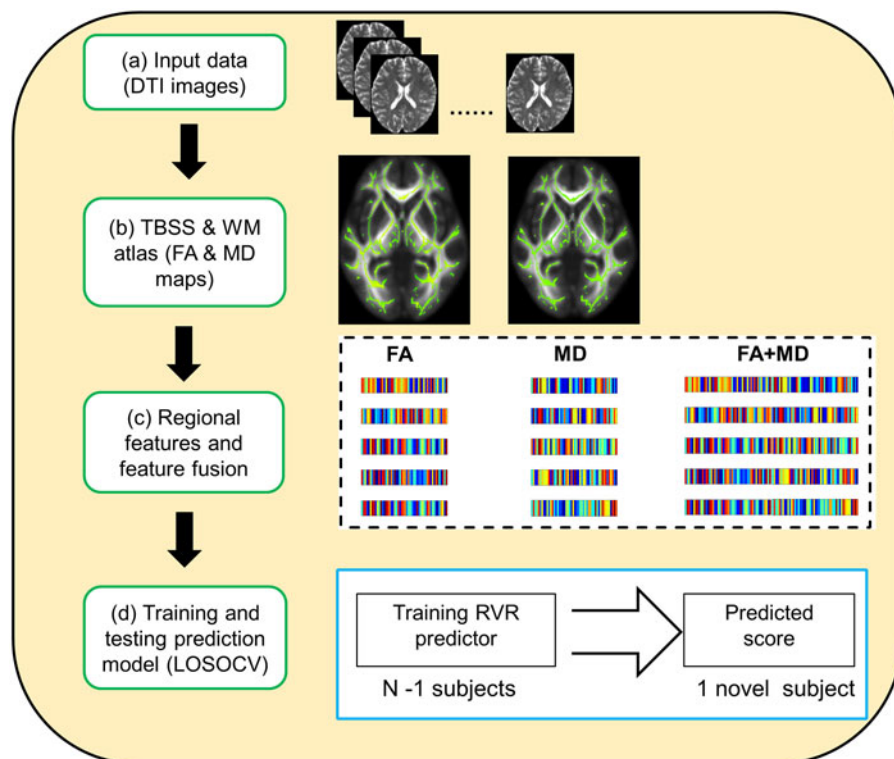 (a) Input data
(DTI images)
......
(b) TBSS & WM
atlas (FA & MD
maps)
FA
MD
FA+MD
(c) Regional
features and
feature fusion
(d) Training and
testing prediction
model (LOSOCV)
Training RVR
predictor
Predicted
score
N -1 subjects
1 novel subject